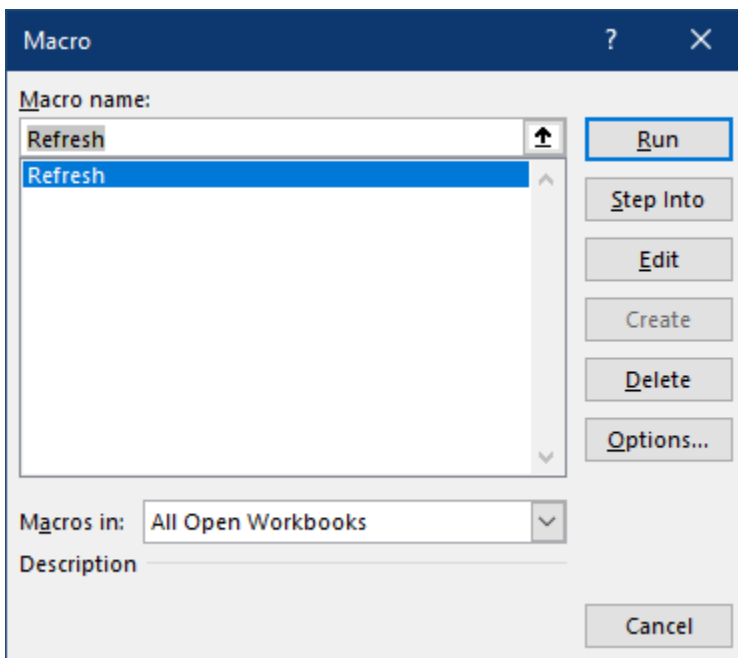 Macro ? ×
Macro name:
Refresh
Refresh
Run
Step Into
Edit
Create
Delete
Options...
Macros in: All Open Workbooks
Description
Cancel